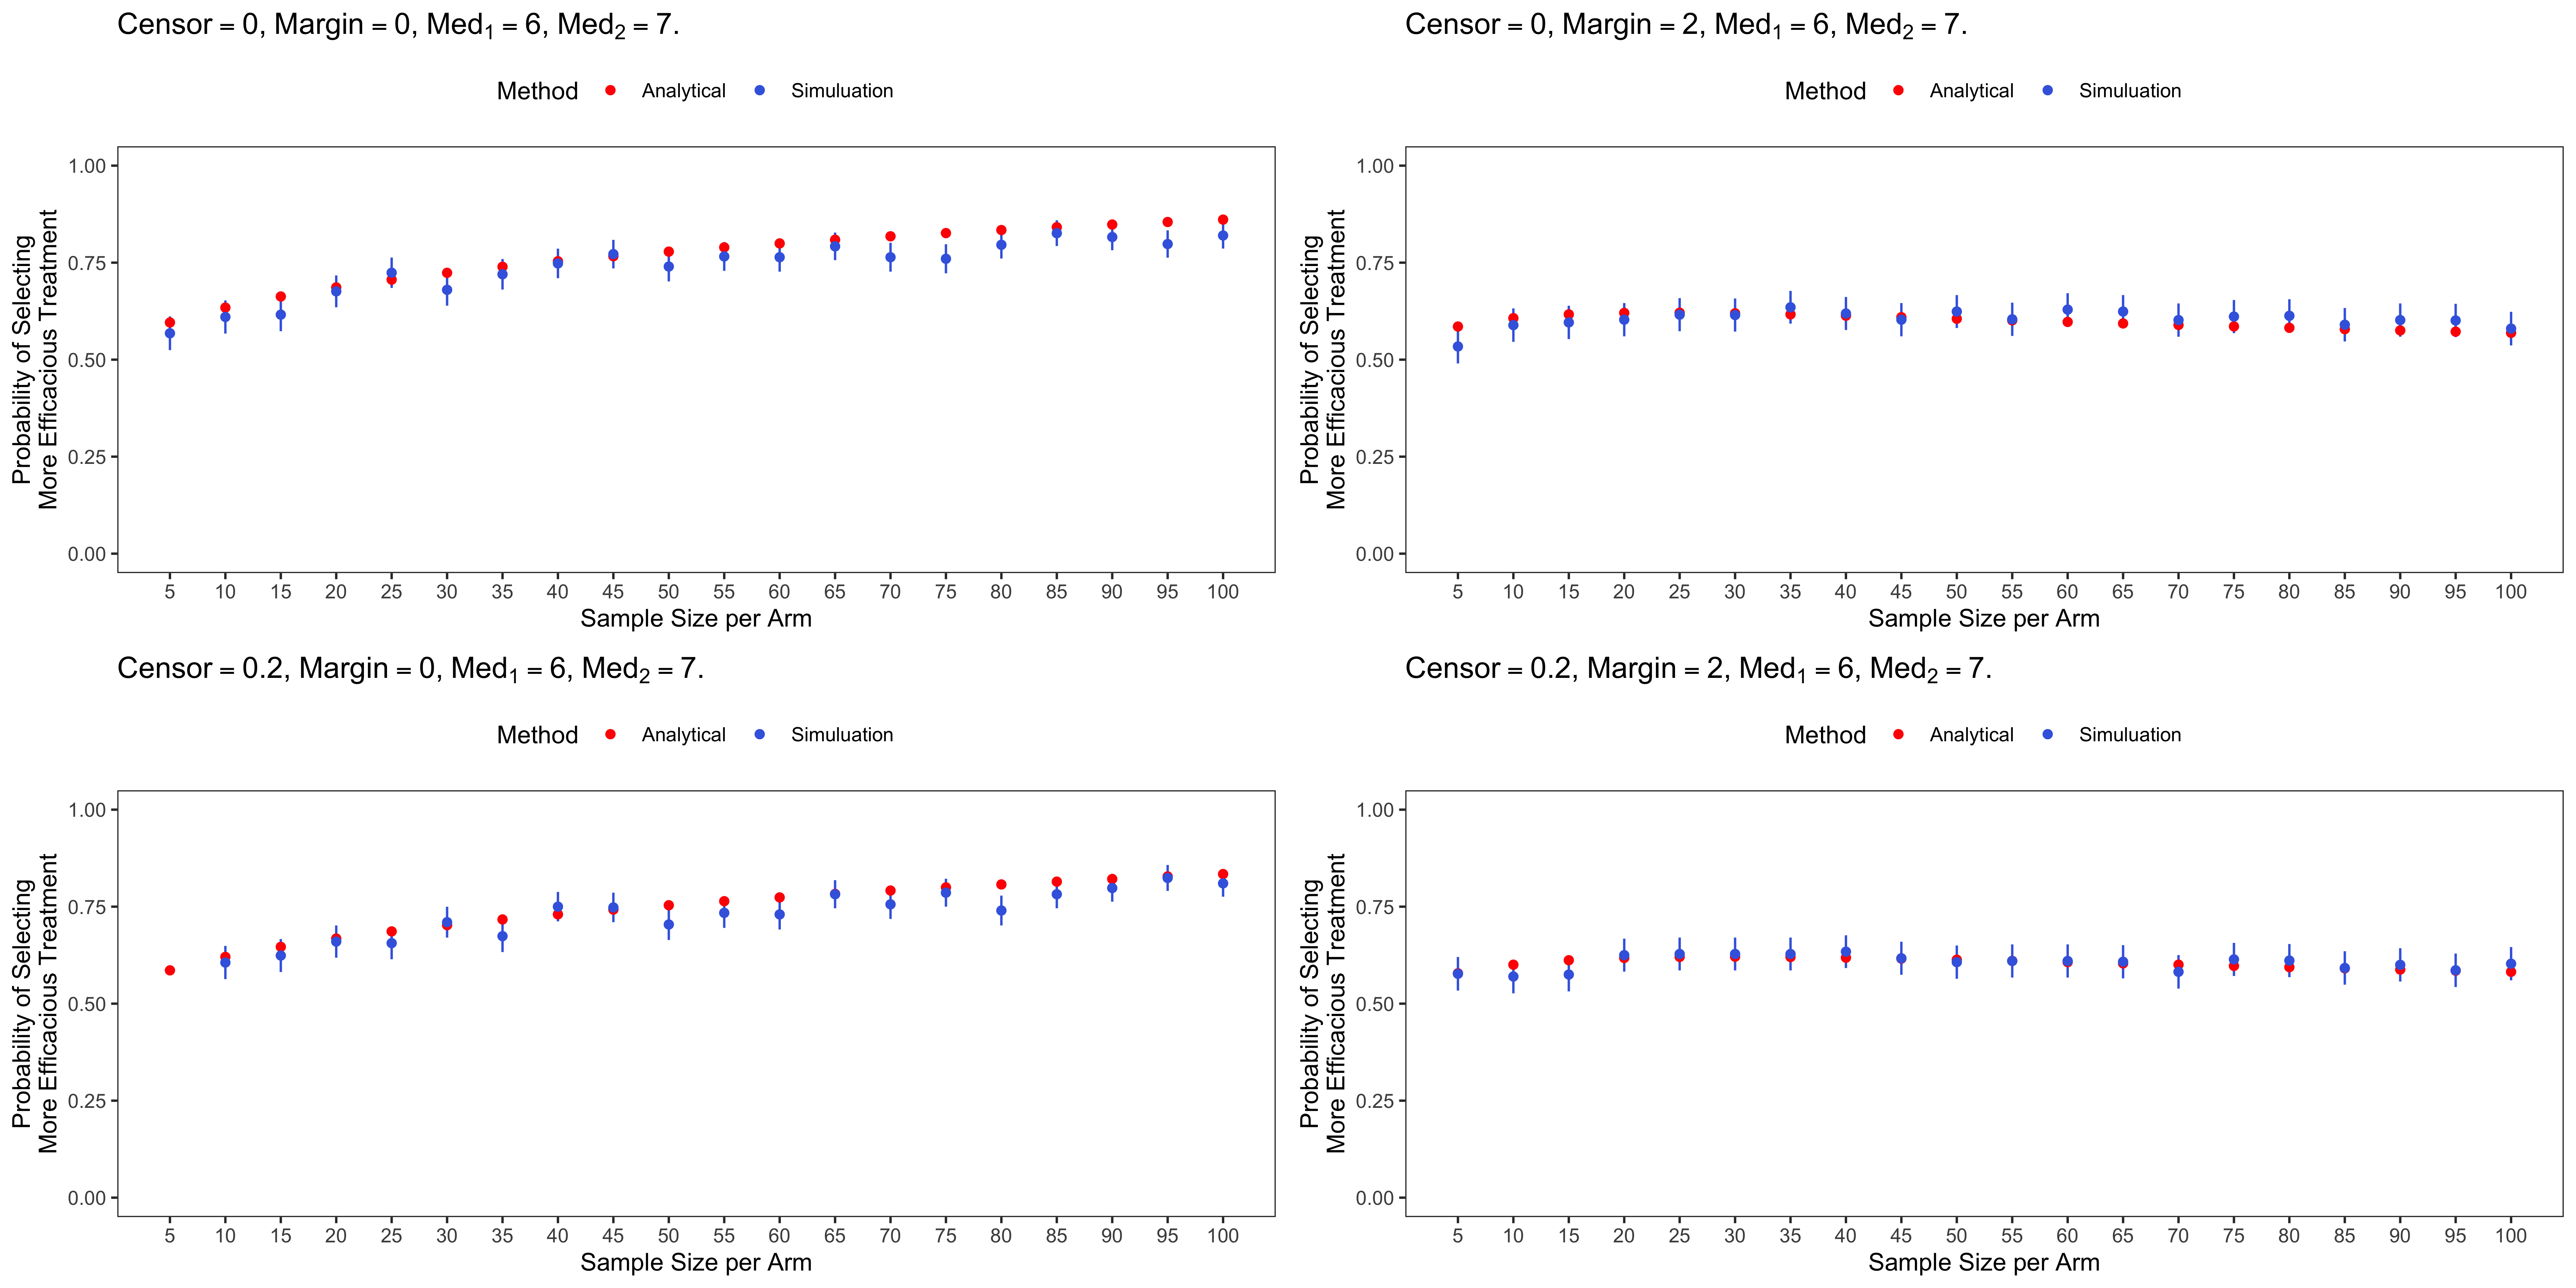 Censor = 0, Margin = 0, Med₁ = 6, Med₂ = 7.
Method Analytical Simuluation
Probability of Selecting
More Efficacious Treatment
1.00
0.75
0.50
0.25
0.00
5 10 15 20 25 30 35 40 45 50 55 60 65 70 75 80 85 90 95 100
Sample Size per Arm
Censor = 0, Margin = 2, Med₁ = 6, Med₂ = 7.
Method Analytical Simuluation
Probability of Selecting
More Efficacious Treatment
1.00
0.75
0.50
0.25
0.00
5 10 15 20 25 30 35 40 45 50 55 60 65 70 75 80 85 90 95 100
Sample Size per Arm
Censor = 0.2, Margin = 0, Med₁ = 6, Med₂ = 7.
Method Analytical Simuluation
Probability of Selecting
More Efficacious Treatment
1.00
0.75
0.50
0.25
0.00
5 10 15 20 25 30 35 40 45 50 55 60 65 70 75 80 85 90 95 100
Sample Size per Arm
Censor = 0.2, Margin = 2, Med₁ = 6, Med₂ = 7.
Method Analytical Simuluation
Probability of Selecting
More Efficacious Treatment
1.00
0.75
0.50
0.25
0.00
5 10 15 20 25 30 35 40 45 50 55 60 65 70 75 80 85 90 95 100
Sample Size per Arm